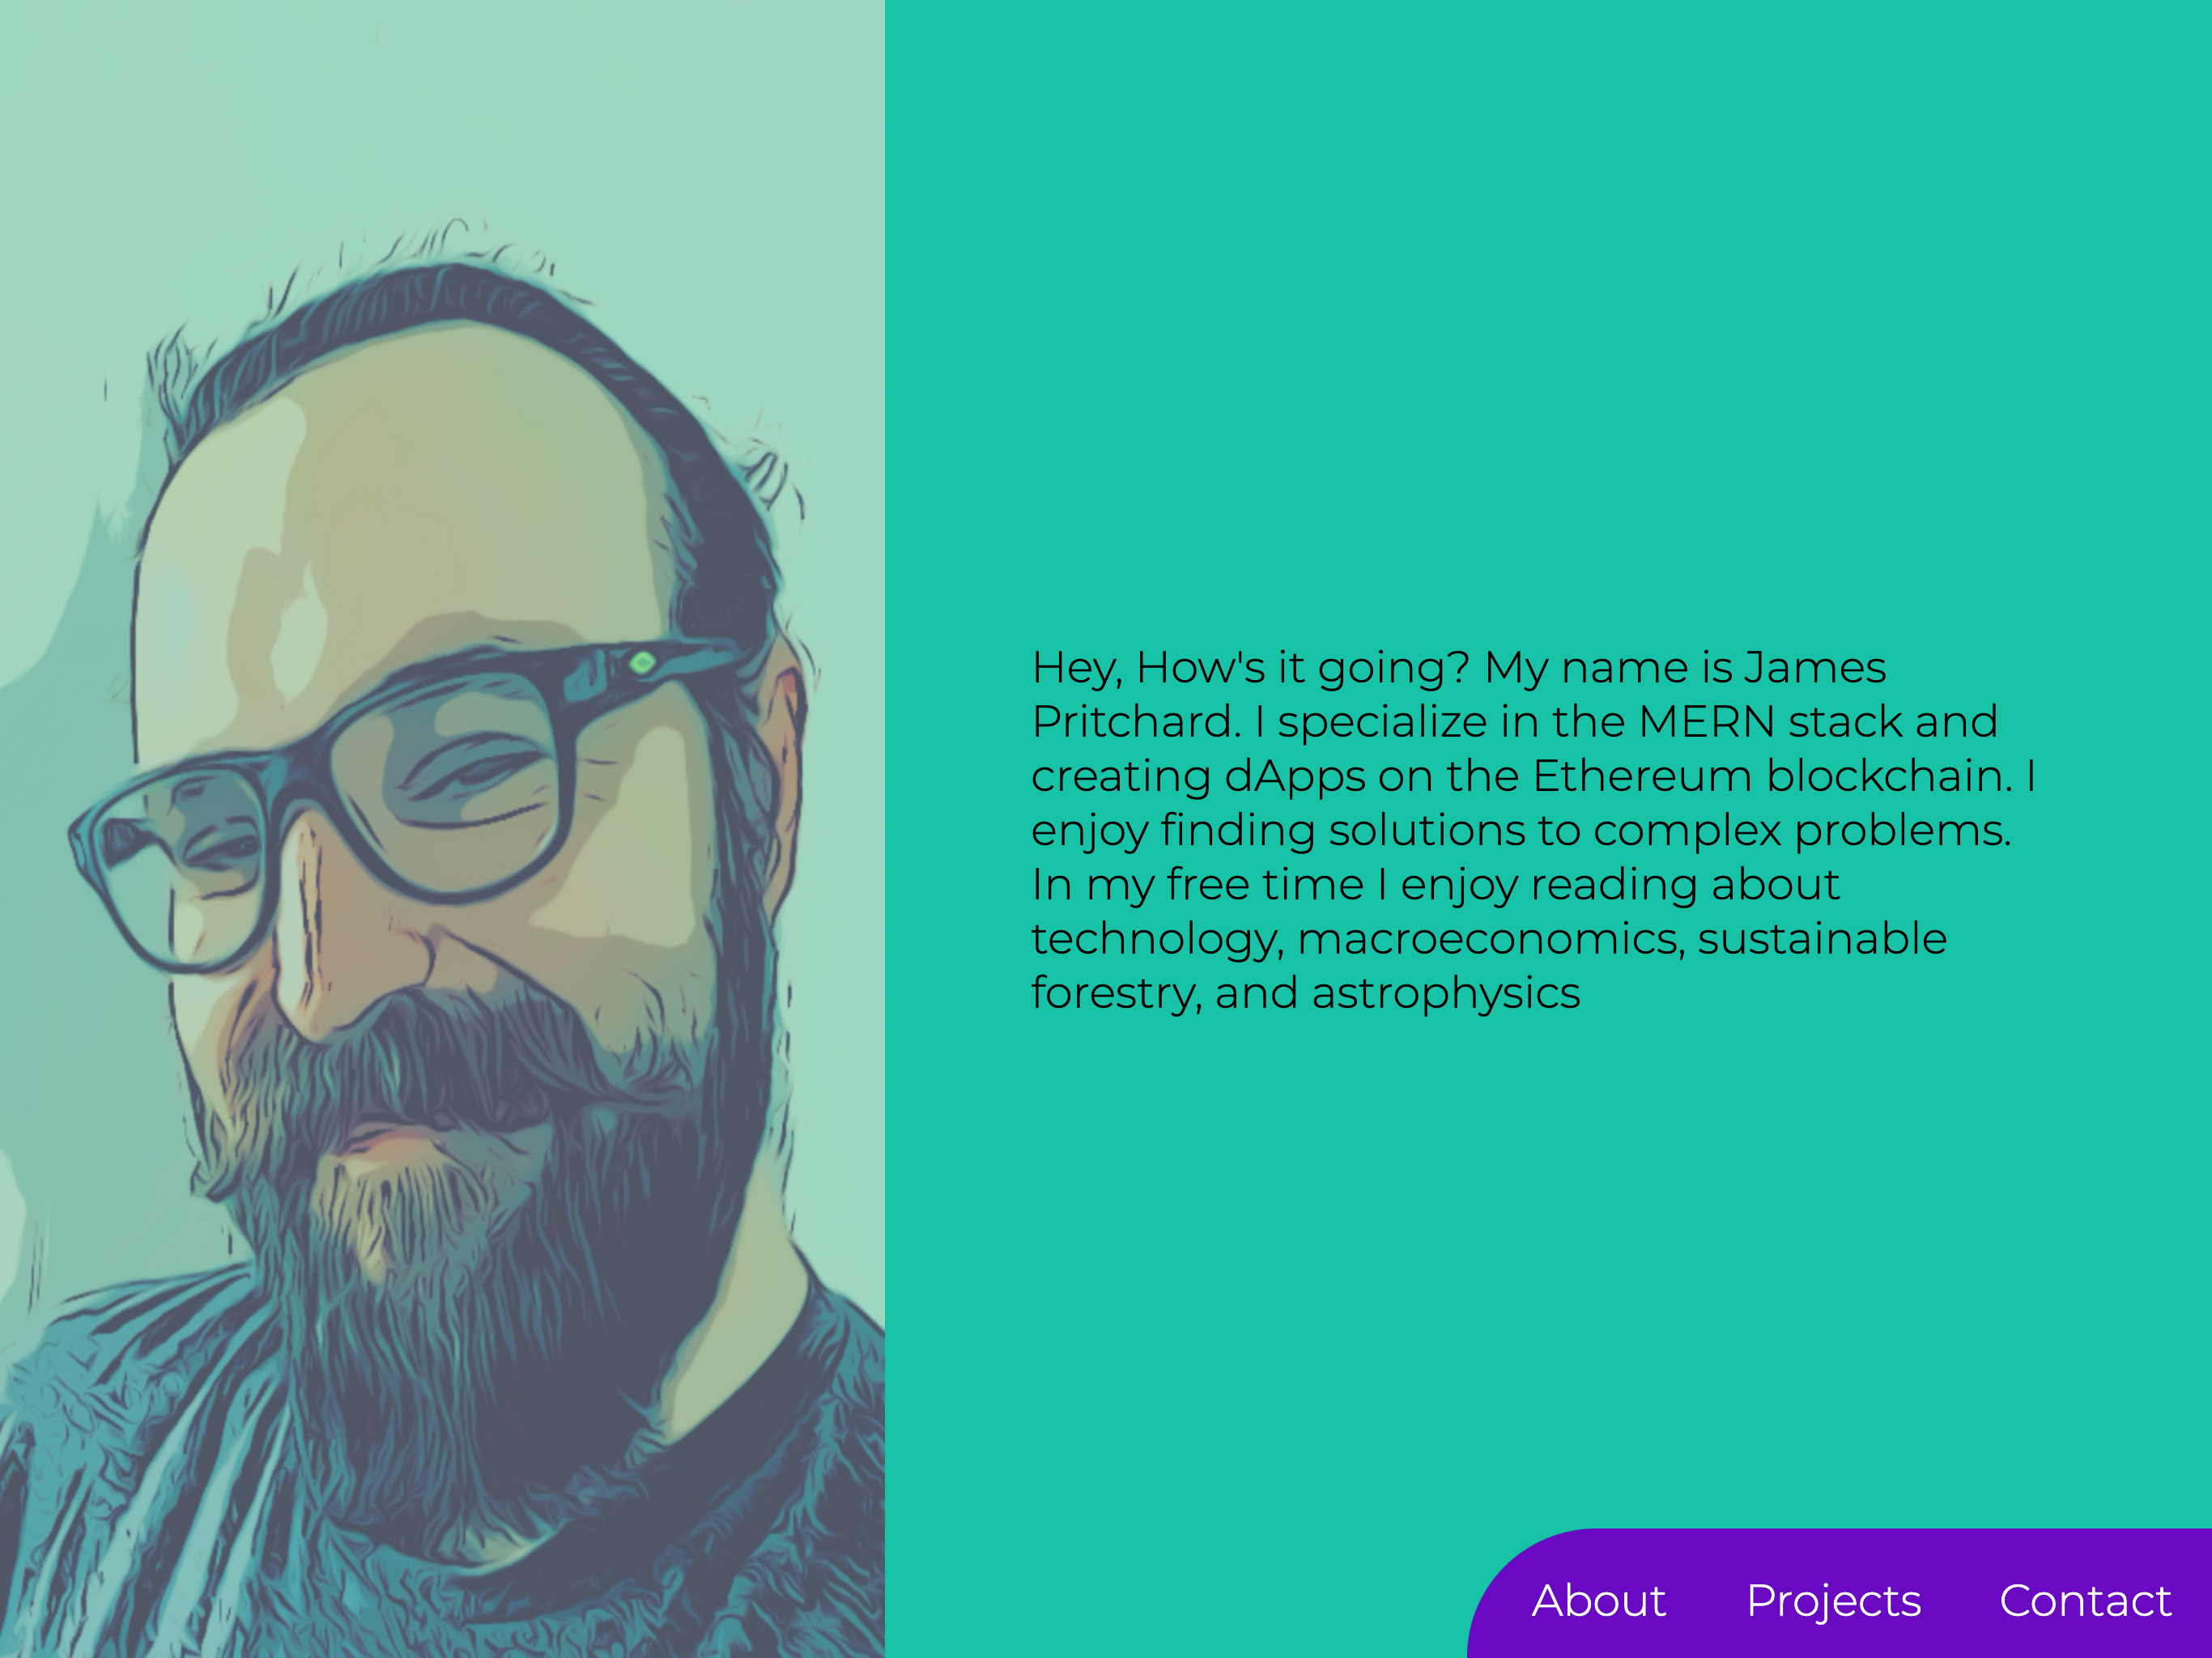 Hey, How's it going? My name is James
Pritchard. I specialize in the MERN stack and
creating dApps on the Ethereum blockchain. I
enjoy finding solutions to complex problems.
In my free time I enjoy reading about
technology, macroeconomics, sustainable
forestry, and astrophysics
About Projects Contact